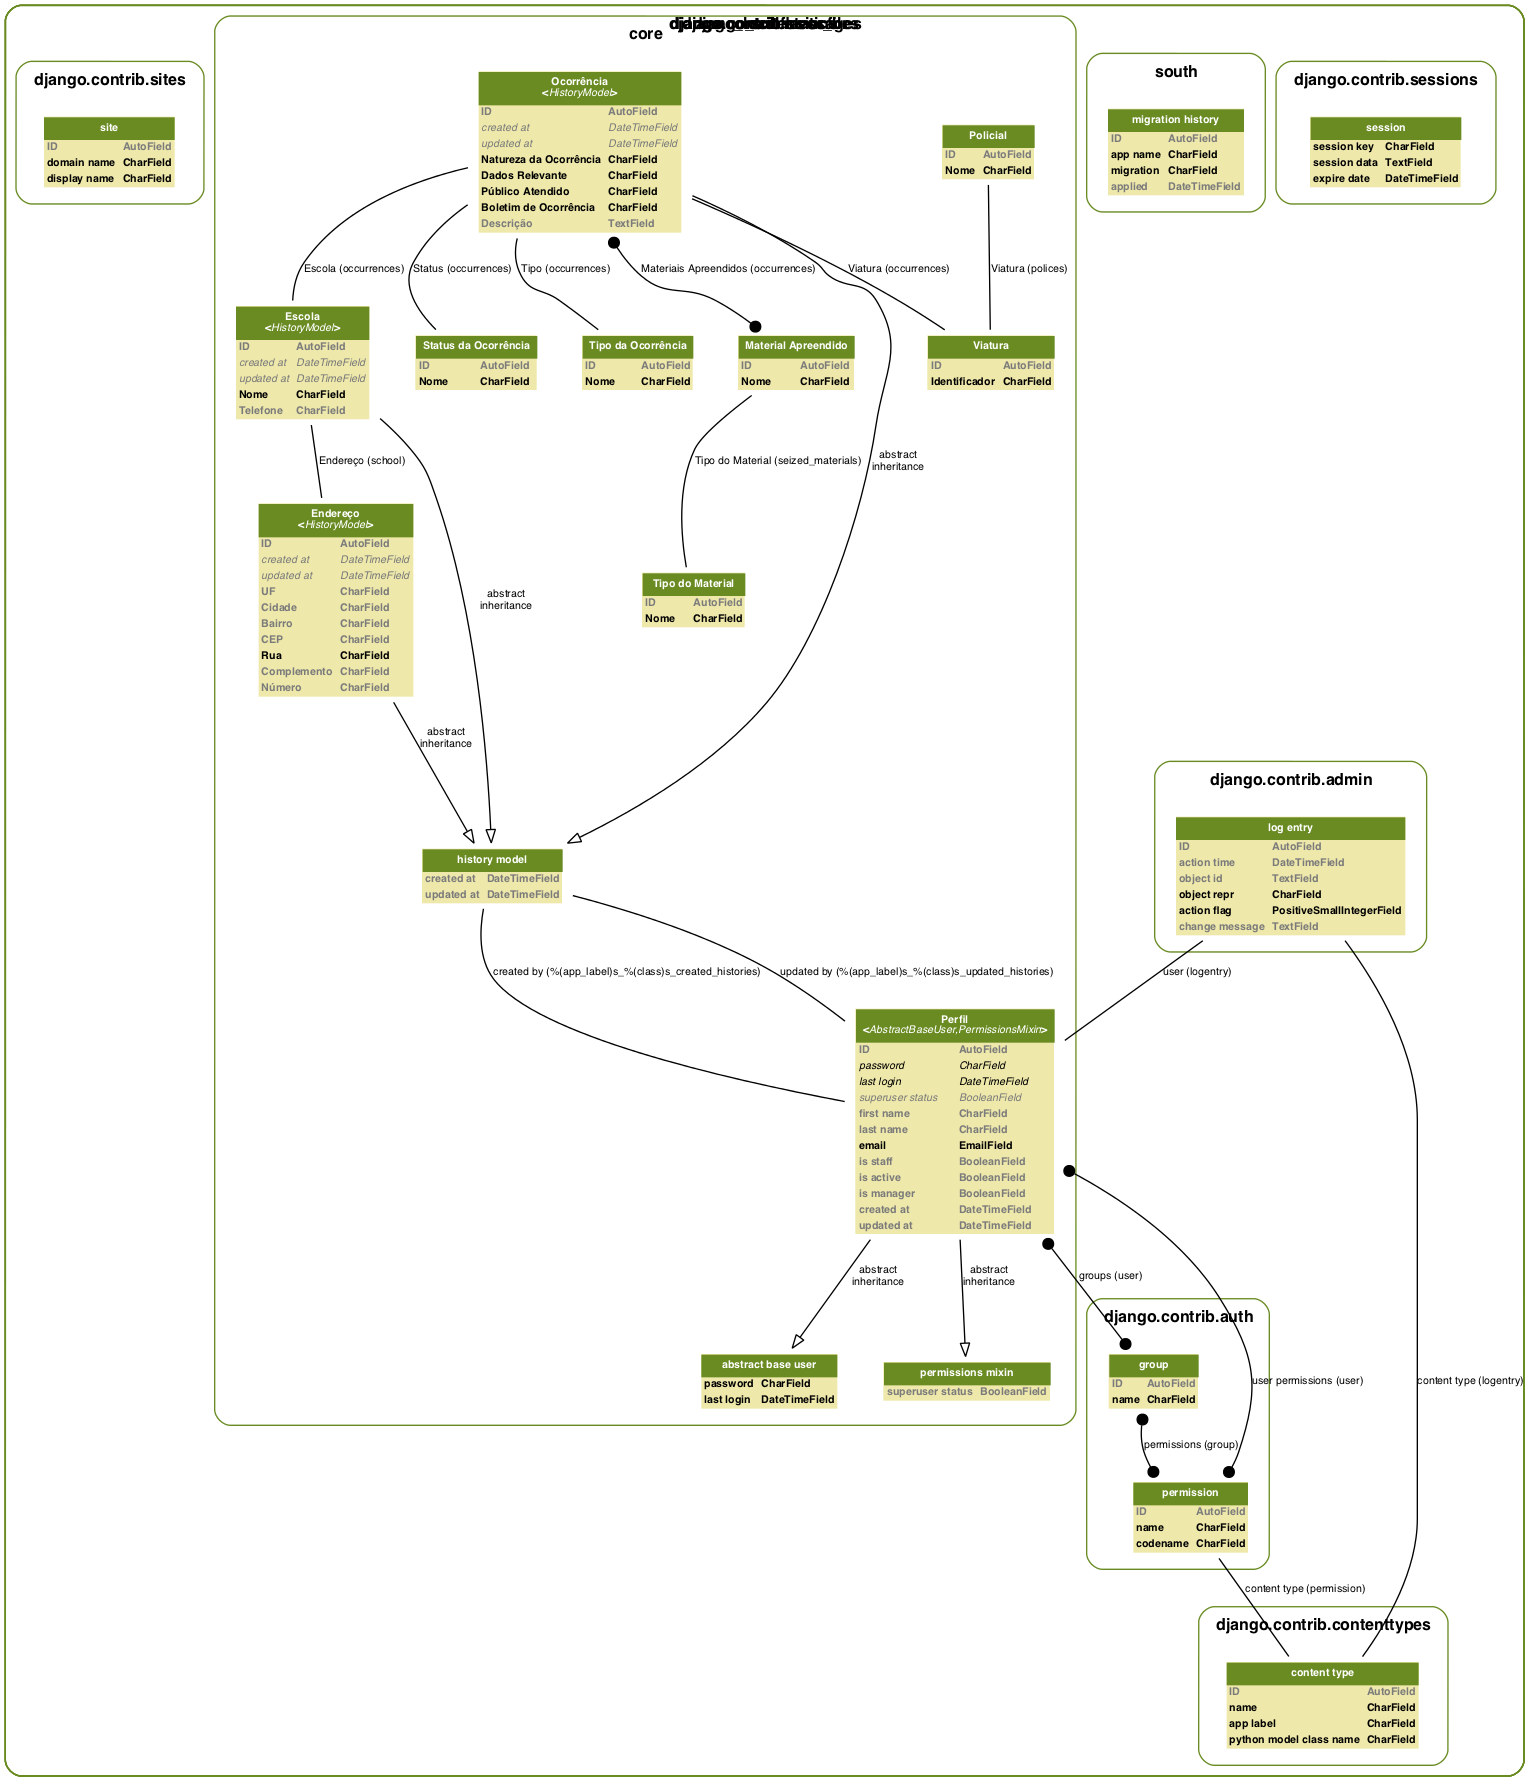 core
django.contrib.sites
site
ID AutoField
domain name CharField
display name CharField
Ocorrência
<HistoryModel>
ID AutoField
created at DateTimeField
updated at DateTimeField
Natureza da Ocorrência CharField
Dados Relevante CharField
Público Atendido CharField
Boletim de Ocorrência CharField
Descrição TextField
Policial
ID AutoField
Nome CharField
south
migration history
ID AutoField
app name CharField
migration CharField
applied DateTimeField
django.contrib.sessions
session
session key CharField
session data TextField
expire date DateTimeField
Escola (occurrences)
Status (occurrences)
Tipo (occurrences)
Materiais Apreendidos (occurrences)
Viatura (occurrences)
Viatura (polices)
Escola
<HistoryModel>
ID AutoField
created at DateTimeField
updated at DateTimeField
Nome CharField
Telefone CharField
Status da Ocorrência
ID AutoField
Nome CharField
Tipo da Ocorrência
ID AutoField
Nome CharField
Material Apreendido
ID AutoField
Nome CharField
Viatura
ID AutoField
Identificador CharField
Endereço (school)
Tipo do Material (seized_materials)
abstract
inheritance
Endereço
<HistoryModel>
ID AutoField
created at DateTimeField
updated at DateTimeField
UF CharField
Cidade CharField
Bairro CharField
CEP CharField
Rua CharField
Complemento CharField
Número CharField
abstract
inheritance
Tipo do Material
ID AutoField
Nome CharField
abstract
inheritance
history model
created at DateTimeField
updated at DateTimeField
django.contrib.admin
log entry
ID AutoField
action time DateTimeField
object id TextField
object repr CharField
action flag PositiveSmallIntegerField
change message TextField
created by (%(app_label)s_%(class)s_created_histories)
updated by (%(app_label)s_%(class)s_updated_histories)
user (logentry)
Perfil
<AbstractBaseUser,PermissionsMixin>
ID AutoField
password CharField
last login DateTimeField
superuser status BooleanField
first name CharField
last name CharField
email EmailField
is staff BooleanField
is active BooleanField
is manager BooleanField
created at DateTimeField
updated at DateTimeField
abstract
inheritance
abstract
inheritance
groups (user)
django.contrib.auth
abstract base user
password CharField
last login DateTimeField
permissions mixin
superuser status BooleanField
group
ID AutoField
name CharField
user permissions (user)
content type (logentry)
permissions (group)
permission
ID AutoField
name CharField
codename CharField
content type (permission)
django.contrib.contenttypes
content type
ID AutoField
name CharField
app label CharField
python model class name CharField